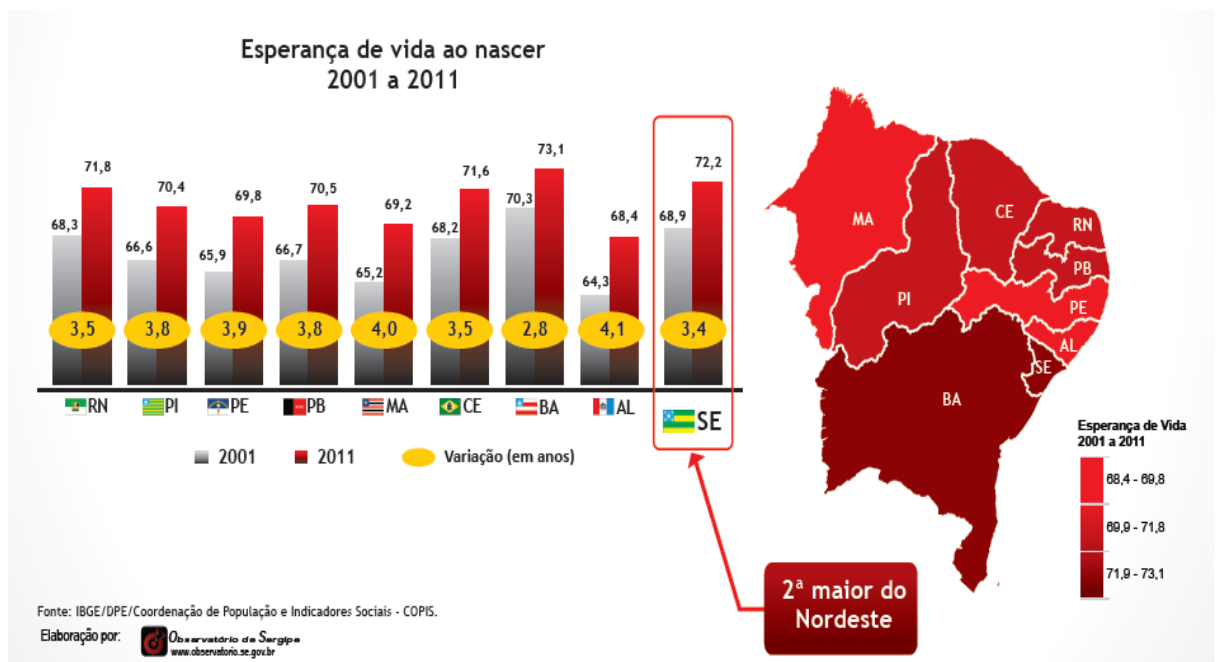 Esperança de vida ao nascer
2001 a 2011
68,3
71,8
3,5
RN
66,6
70,4
3,8
PI
65,9
69,8
3,9
PE
66,7
70,5
3,8
PB
65,2
69,2
4,0
MA
68,2
71,6
3,5
CE
70,3
73,1
2,8
BA
64,3
68,4
4,1
AL
68,9
72,2
3,4
SE
2001
2011
Variação (em anos)
2ª maior do
Nordeste
MA
CE
RN
PB
PI
PE
AL
SE
BA
Esperança de Vida
2001 a 2011
68,4 - 69,8
69,9 - 71,8
71,9 - 73,1
Fonte: IBGE/DPE/Coordenação de População e Indicadores Sociais - COPIS.
Elaboração por:
Observatório de Sergipe
www.observatorio.se.gov.br